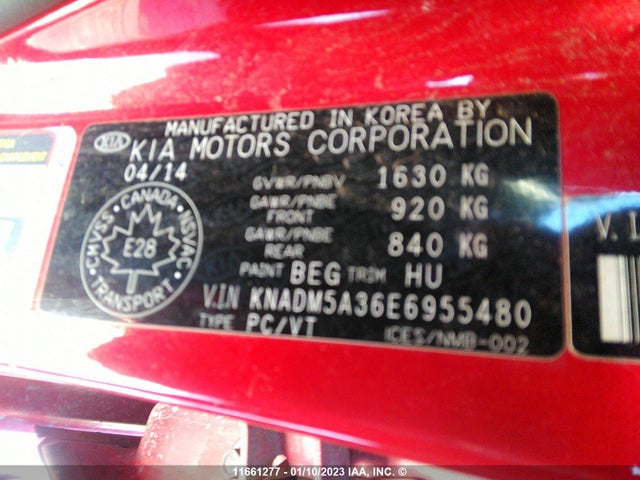 MANUFACTURED IN KOREA BY
KIA KIA MOTORS CORPORATION
04/14
GVWR/PNBV 1630 KG
GAWR/PNBE FRONT 920 KG
GAWR/PNBE REAR 840 KG
PAINT BEG TRIM HU
V.I.N KNADM5A36E6955480
TYPE PC/VT
ICES/NMB-002
CANADA
CMVSS NSVAC
E28
TRANSPORT
V.I
11661277 - 01/10/2023 IAA, INC. ©